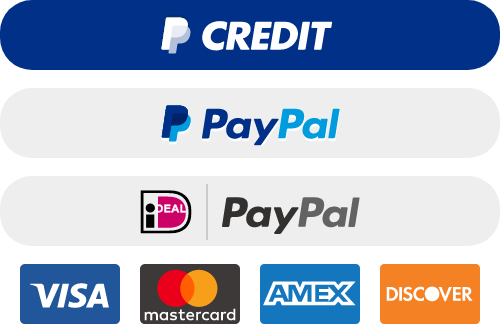 P CREDIT
P PayPal
iDEAL PayPal
VISA mastercard AMEX DISCOVER